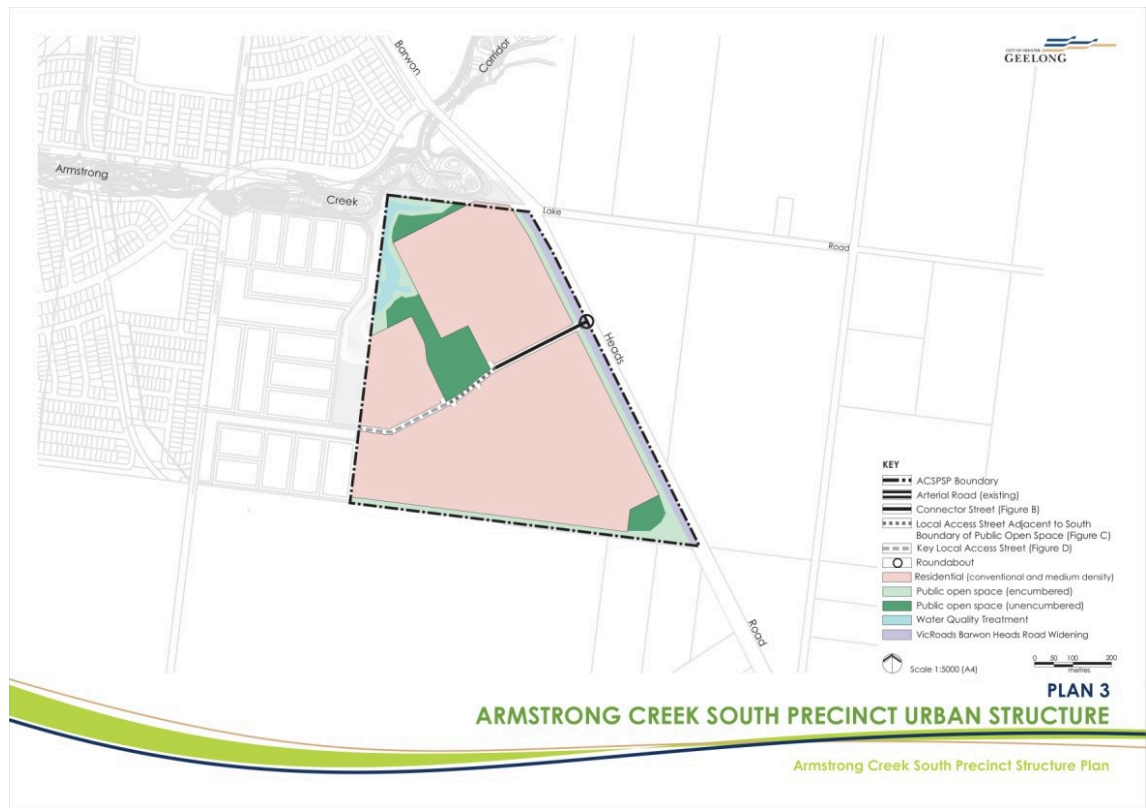 CITY OF GREATER
GEELONG
Barwon
Corridor
Armstrong
Creek
Lake
Road
Heads
Road
KEY
ACSPSP Boundary
Arterial Road (existing)
Connector Street (Figure B)
Local Access Street Adjacent to South
Boundary of Public Open Space (Figure C)
Key Local Access Street (Figure D)
Roundabout
Residential (conventional and medium density)
Public open space (encumbered)
Public open space (unencumbered)
Water Quality Treatment
VicRoads Barwon Heads Road Widening
Scale 1:5000 (A4)
0 50 100 200
metres
PLAN 3
ARMSTRONG CREEK SOUTH PRECINCT URBAN STRUCTURE
Armstrong Creek South Precinct Structure Plan